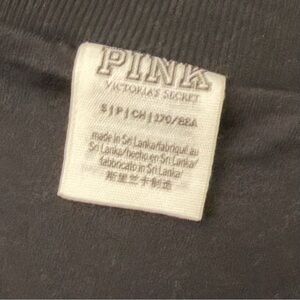 PINK
VICTORIA'S SECRET
S|P|CH|170/88A
made in Sri Lanka/fabriqué au
Sri Lanka/hecho en Sri Lanka/
fabbricato in Sri Lanka
斯里兰卡制造